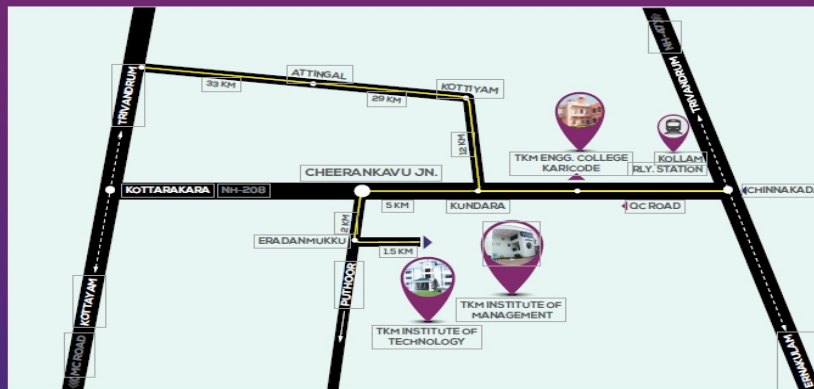 NH-47
TRIVANDRUM
TRIVANDRUM
33 KM
ATTINGAL
29 KM
KOTTIYAM
12 KM
TKM ENGG. COLLEGE
KARICODE
KOLLAM
RLY. STATION
CHEERANKAVU JN.
KOTTARAKARA
NH-208
5 KM
KUNDARA
QC ROAD
CHINNAKADA
2 KM
ERADANMUKKU
1.5 KM
PUTHOOR
KOTTAYAM
MC ROAD
TKM INSTITUTE OF
MANAGEMENT
TKM INSTITUTE OF
TECHNOLOGY
ERNAKULAM